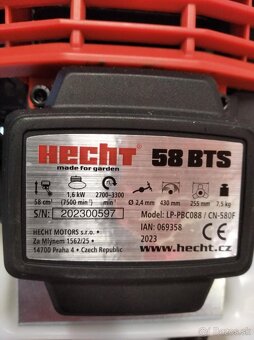 HECHT 58 BTS
made for garden
58 cm³ 1,6 kW (7500 min⁻¹) 2700-3300 min⁻¹ Ø 2,4 mm 430 mm 255 mm 7,5 kg
S/N: 202300597
Model: LP-PBC088 / CN-580F
IAN: 069358
2023
CE
HECHT MOTORS s.r.o.
Za Mlýnem 1562/25
14700 Praha 4 • Czech Republic
www.hecht.cz